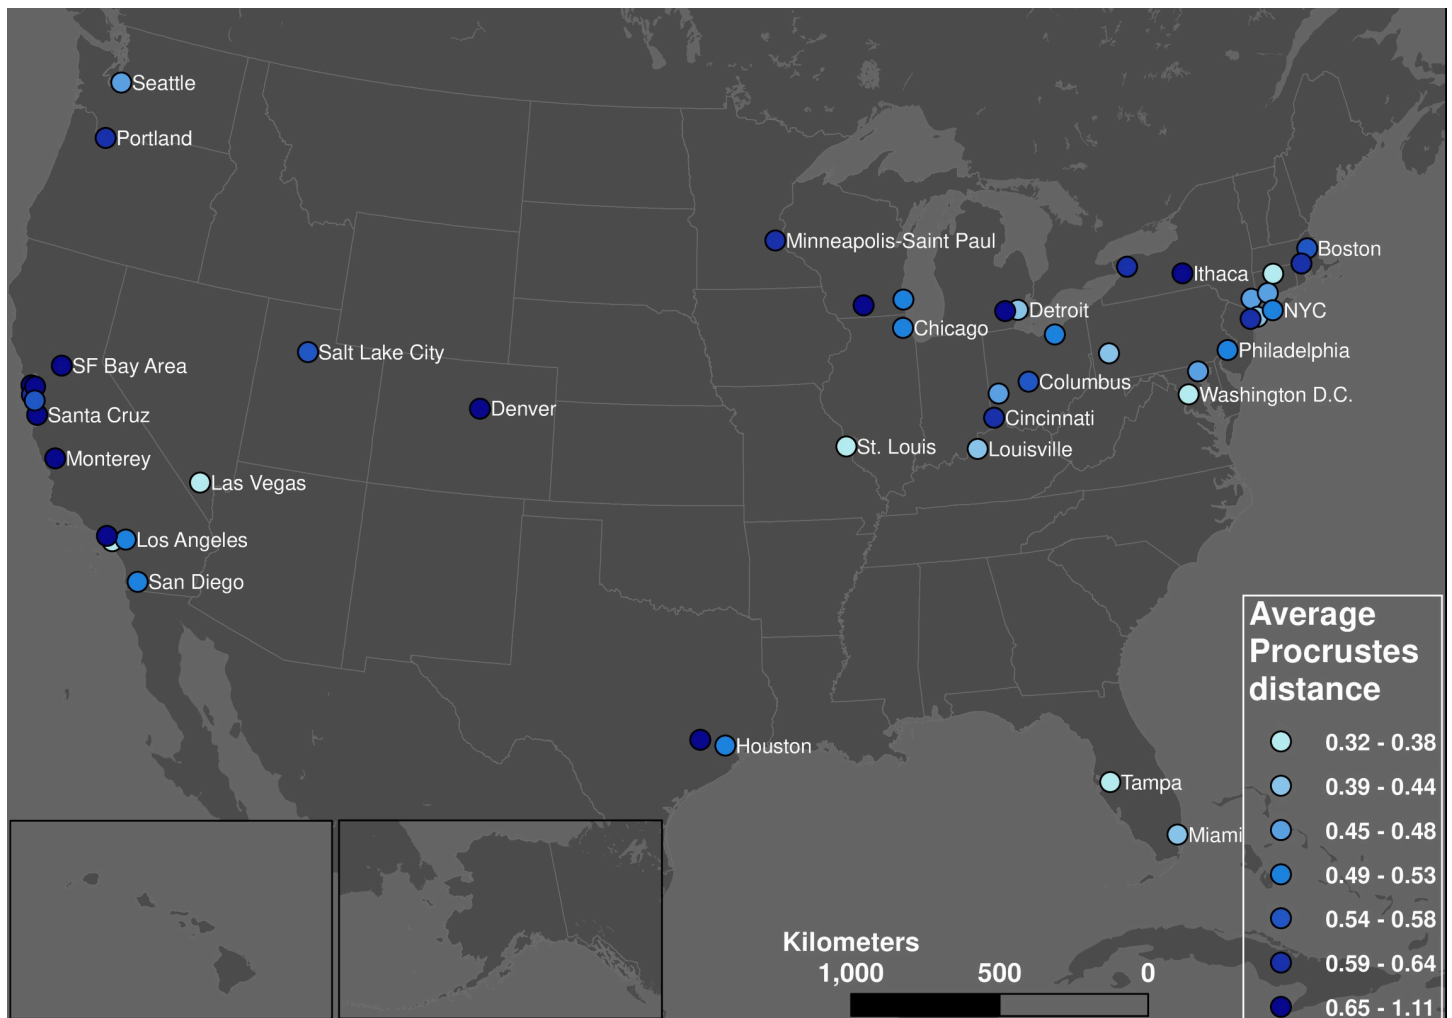 Seattle
Portland
Minneapolis-Saint Paul
Boston
Ithaca
Detroit
NYC
Chicago
Salt Lake City
Philadelphia
SF Bay Area
Columbus
Washington D.C.
Denver
Santa Cruz
Cincinnati
St. Louis
Louisville
Monterey
Las Vegas
Los Angeles
San Diego
Houston
Tampa
Miami
Average
Procrustes
distance
0.32 - 0.38
0.39 - 0.44
0.45 - 0.48
0.49 - 0.53
0.54 - 0.58
0.59 - 0.64
0.65 - 1.11
Kilometers
1,000 500 0